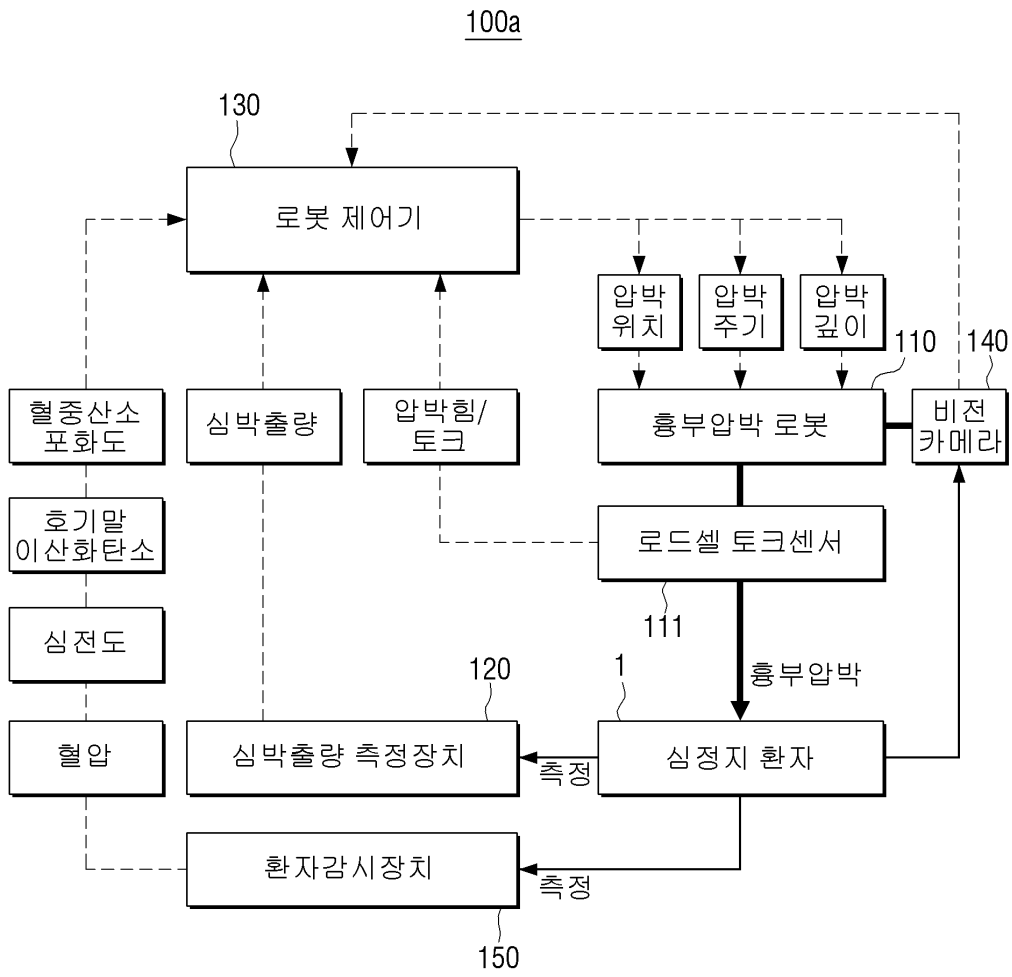 100a
130
로봇 제어기
압박
위치
압박
주기
압박
깊이
110
140
혈중산소
포화도
심박출량
압박힘/
토크
흉부압박 로봇
비전
카메라
호기말
이산화탄소
로드셀 토크센서
111
심전도
흉부압박
120
1
혈압
심박출량 측정장치
측정
심정지 환자
환자감시장치
측정
150